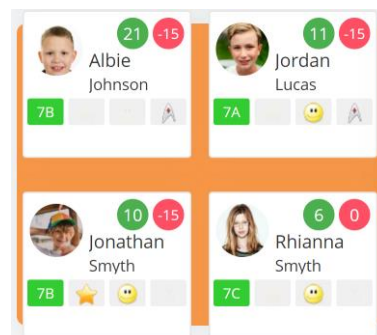 21 -15
Albie
Johnson
7B
11 -15
Jordan
Lucas
7A
10 -15
Jonathan
Smyth
7B
6 0
Rhianna
Smyth
7C